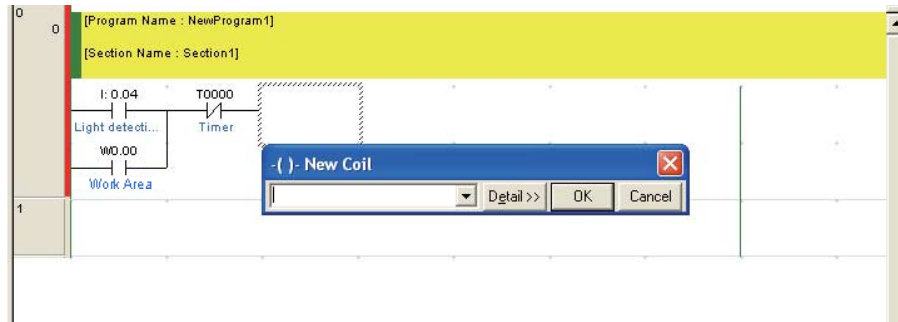 0
0
[Program Name : NewProgram1]
[Section Name : Section1]
I: 0.04
T0000
Light detecti...
Timer
W0.00
Work Area
-( )- New Coil
Detail >>
OK
Cancel
1